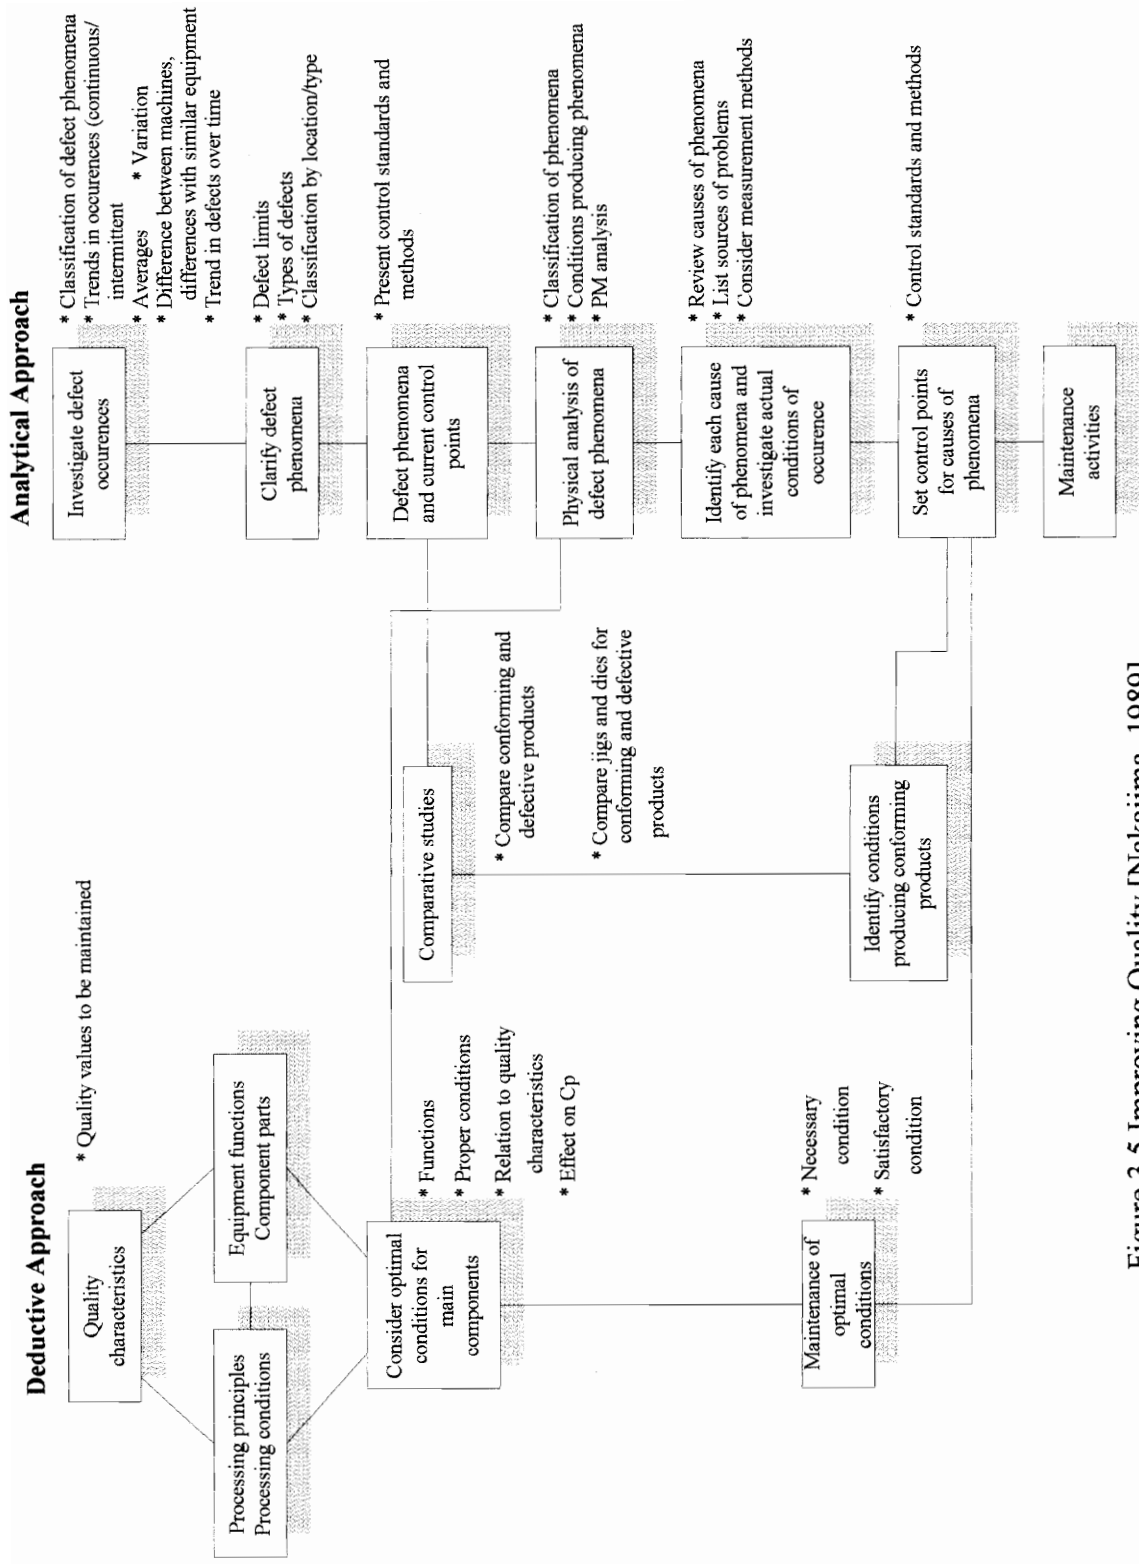 Deductive Approach
Quality
characteristics
* Quality values to be maintained
Processing principles
Processing conditions
Equipment functions
Component parts
Consider optimal
conditions for
main
components
* Functions
* Proper conditions
* Relation to quality
characteristics
* Effect on Cp
Maintenance of
optimal
conditions
* Necessary
condition
* Satisfactory
condition
Comparative studies
* Compare conforming and
defective products
* Compare jigs and dies for
conforming and defective
products
Identify conditions
producing conforming
products
Analytical Approach
Investigate defect
occurences
* Classification of defect phenomena
* Trends in occurences (continuous/
intermittent
* Averages * Variation
* Difference between machines,
differences with similar equipment
* Trend in defects over time
Clarify defect
phenomena
* Defect limits
* Types of defects
* Classification by location/type
Defect phenomena
and current control
points
* Present control standards and
methods
Physical analysis of
defect phenomena
* Classification of phenomena
* Conditions producing phenomena
* PM analysis
Identify each cause
of phenomena and
investigate actual
conditions of
occurence
* Review causes of phenomena
* List sources of problems
* Consider measurement methods
Set control points
for causes of
phenomena
* Control standards and methods
Maintenance
activities
Figure 3.5 Improving Quality [Nakajima, 1989]